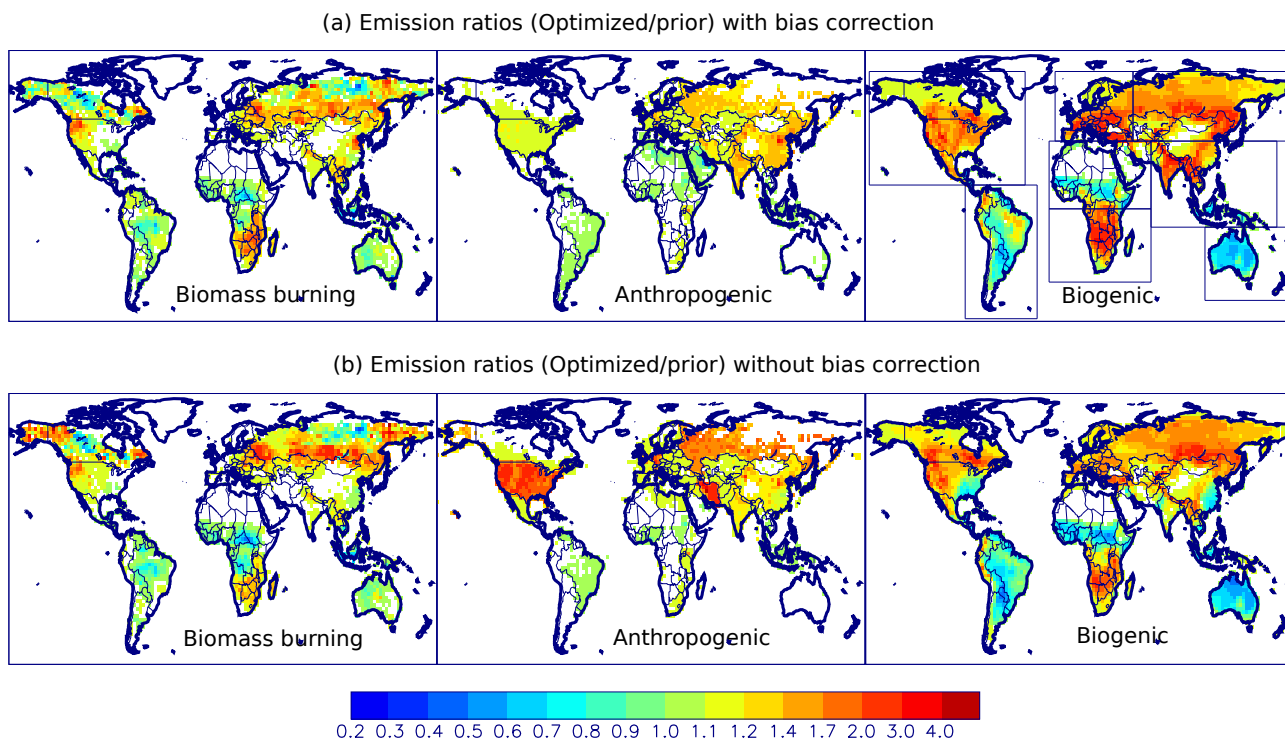 (a) Emission ratios (Optimized/prior) with bias correction
Biomass burning
Anthropogenic
Biogenic
(b) Emission ratios (Optimized/prior) without bias correction
Biomass burning
Anthropogenic
Biogenic
0.2 0.3 0.4 0.5 0.6 0.7 0.8 0.9 1.0 1.1 1.2 1.4 1.7 2.0 3.0 4.0